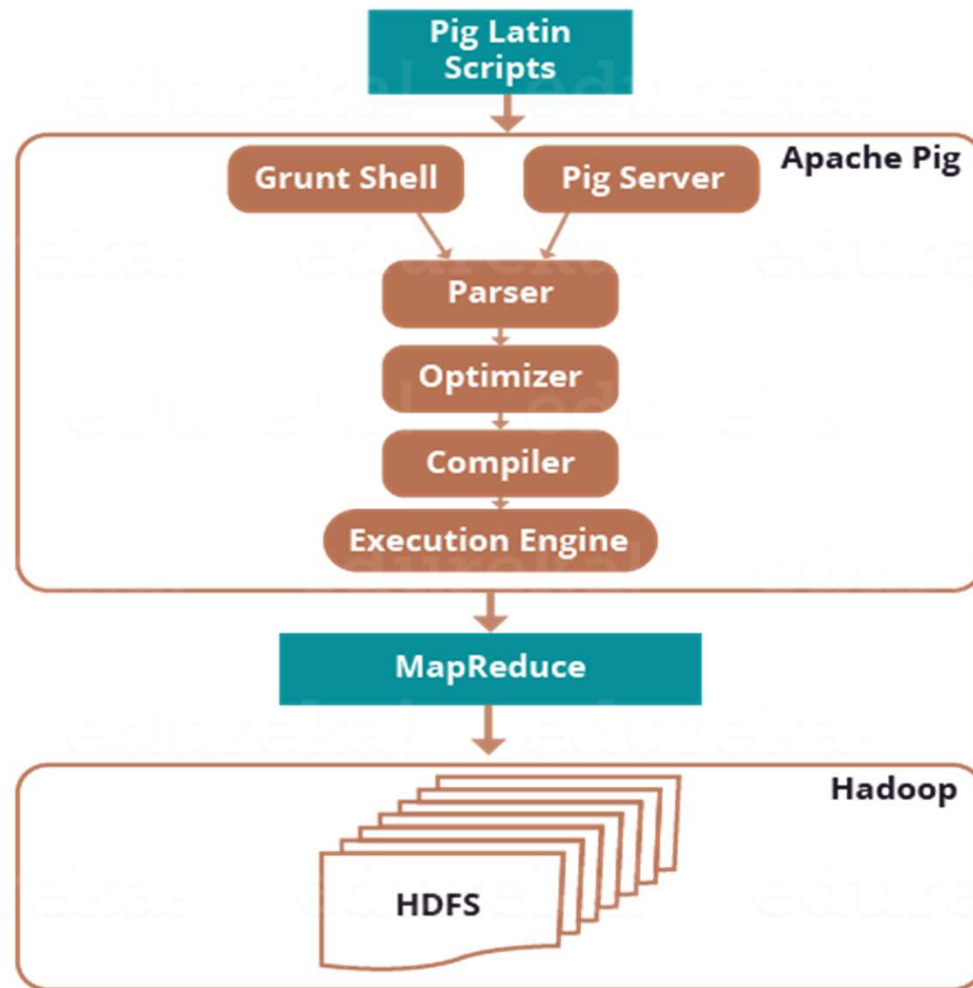 Pig Latin
Scripts
Apache Pig
Grunt Shell
Pig Server
Parser
Optimizer
Compiler
Execution Engine
MapReduce
Hadoop
HDFS